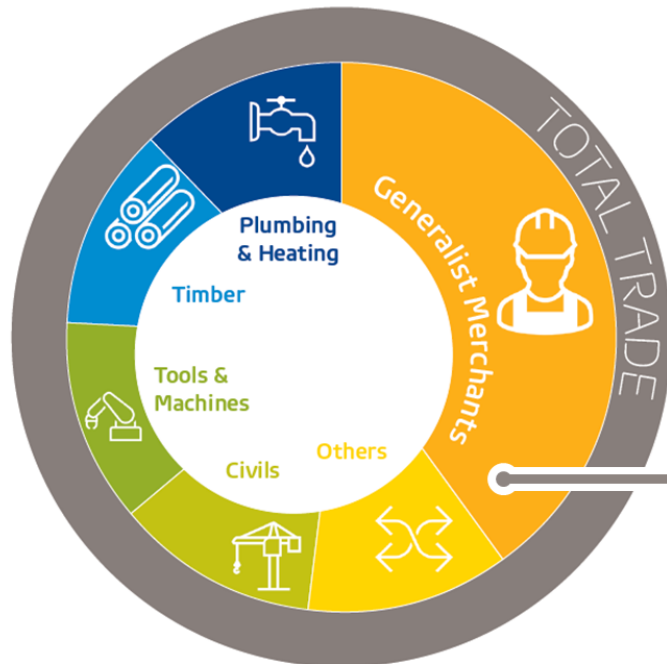 TOTAL TRADE
Generalist Merchants
Plumbing
& Heating
Timber
Tools &
Machines
Civils
Others